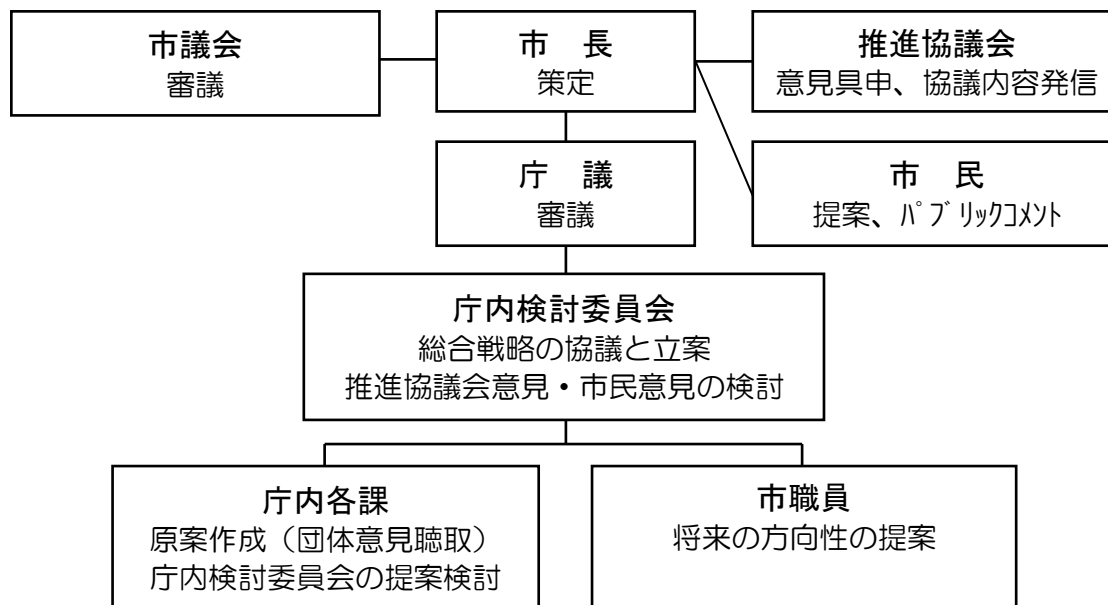 市議会
審議
市　長
策定
推進協議会
意見具申、協議内容発信
庁　議
審議
市　民
提案、ﾊﾟﾌﾞﾘｯｸｺﾒﾝﾄ
庁内検討委員会
総合戦略の協議と立案
推進協議会意見・市民意見の検討
庁内各課
原案作成（団体意見聴取）
庁内検討委員会の提案検討
市職員
将来の方向性の提案